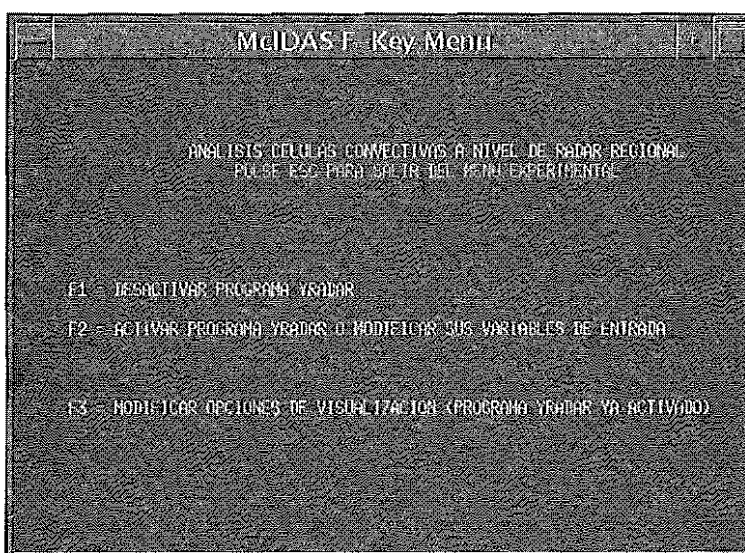 McIDAS F- Key Menu
ANALISIS CELULAS CONVECTIVAS A NIVEL DE RADAR REGIONAL
PULSE ESC PARA SALIR DEL MENU EXPERIMENTAL
F1 - DESACTIVAR PROGRAMA YRADAR
F2 - ACTIVAR PROGRAMA YRADAR O MODIFICAR SUS VARIABLES DE ENTRADA
F3 - MODIFICAR OPCIONES DE VISUALIZACION (PROGRAMA YRADAR YA ACTIVADO)